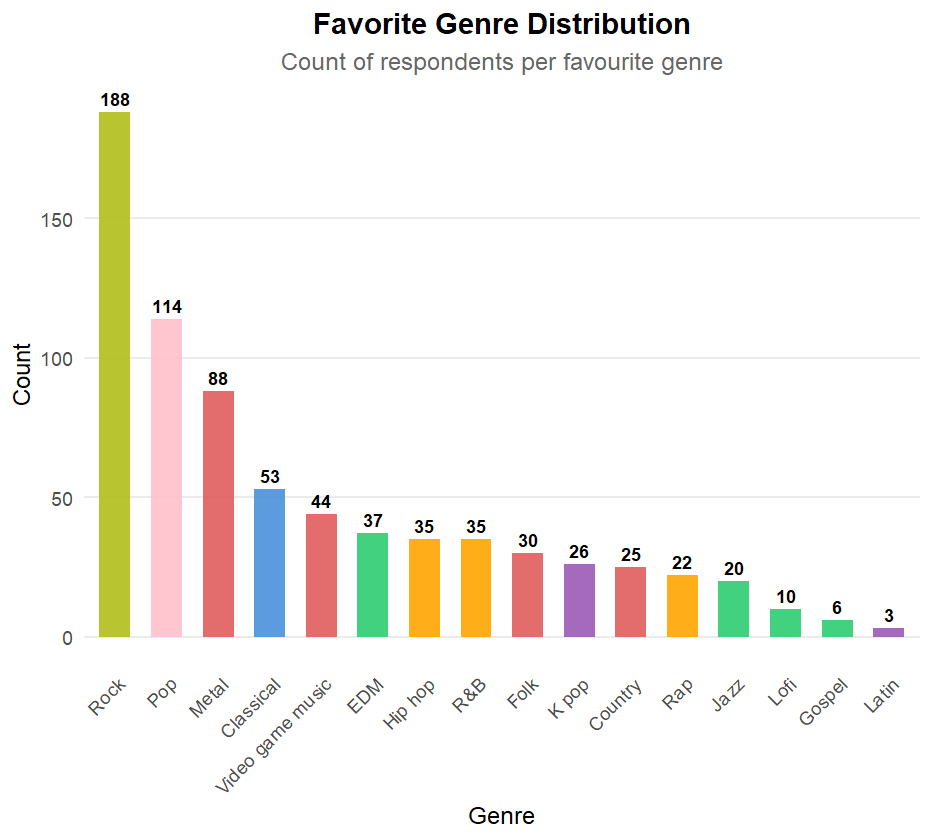 Favorite Genre Distribution
Count of respondents per favourite genre
188
114
88
53
44
37
35
35
30
26
25
22
20
10
6
3
Count
150
100
50
0
Rock
Pop
Metal
Classical
Video game music
EDM
Hip hop
R&B
Folk
K pop
Country
Rap
Jazz
Lofi
Gospel
Latin
Genre